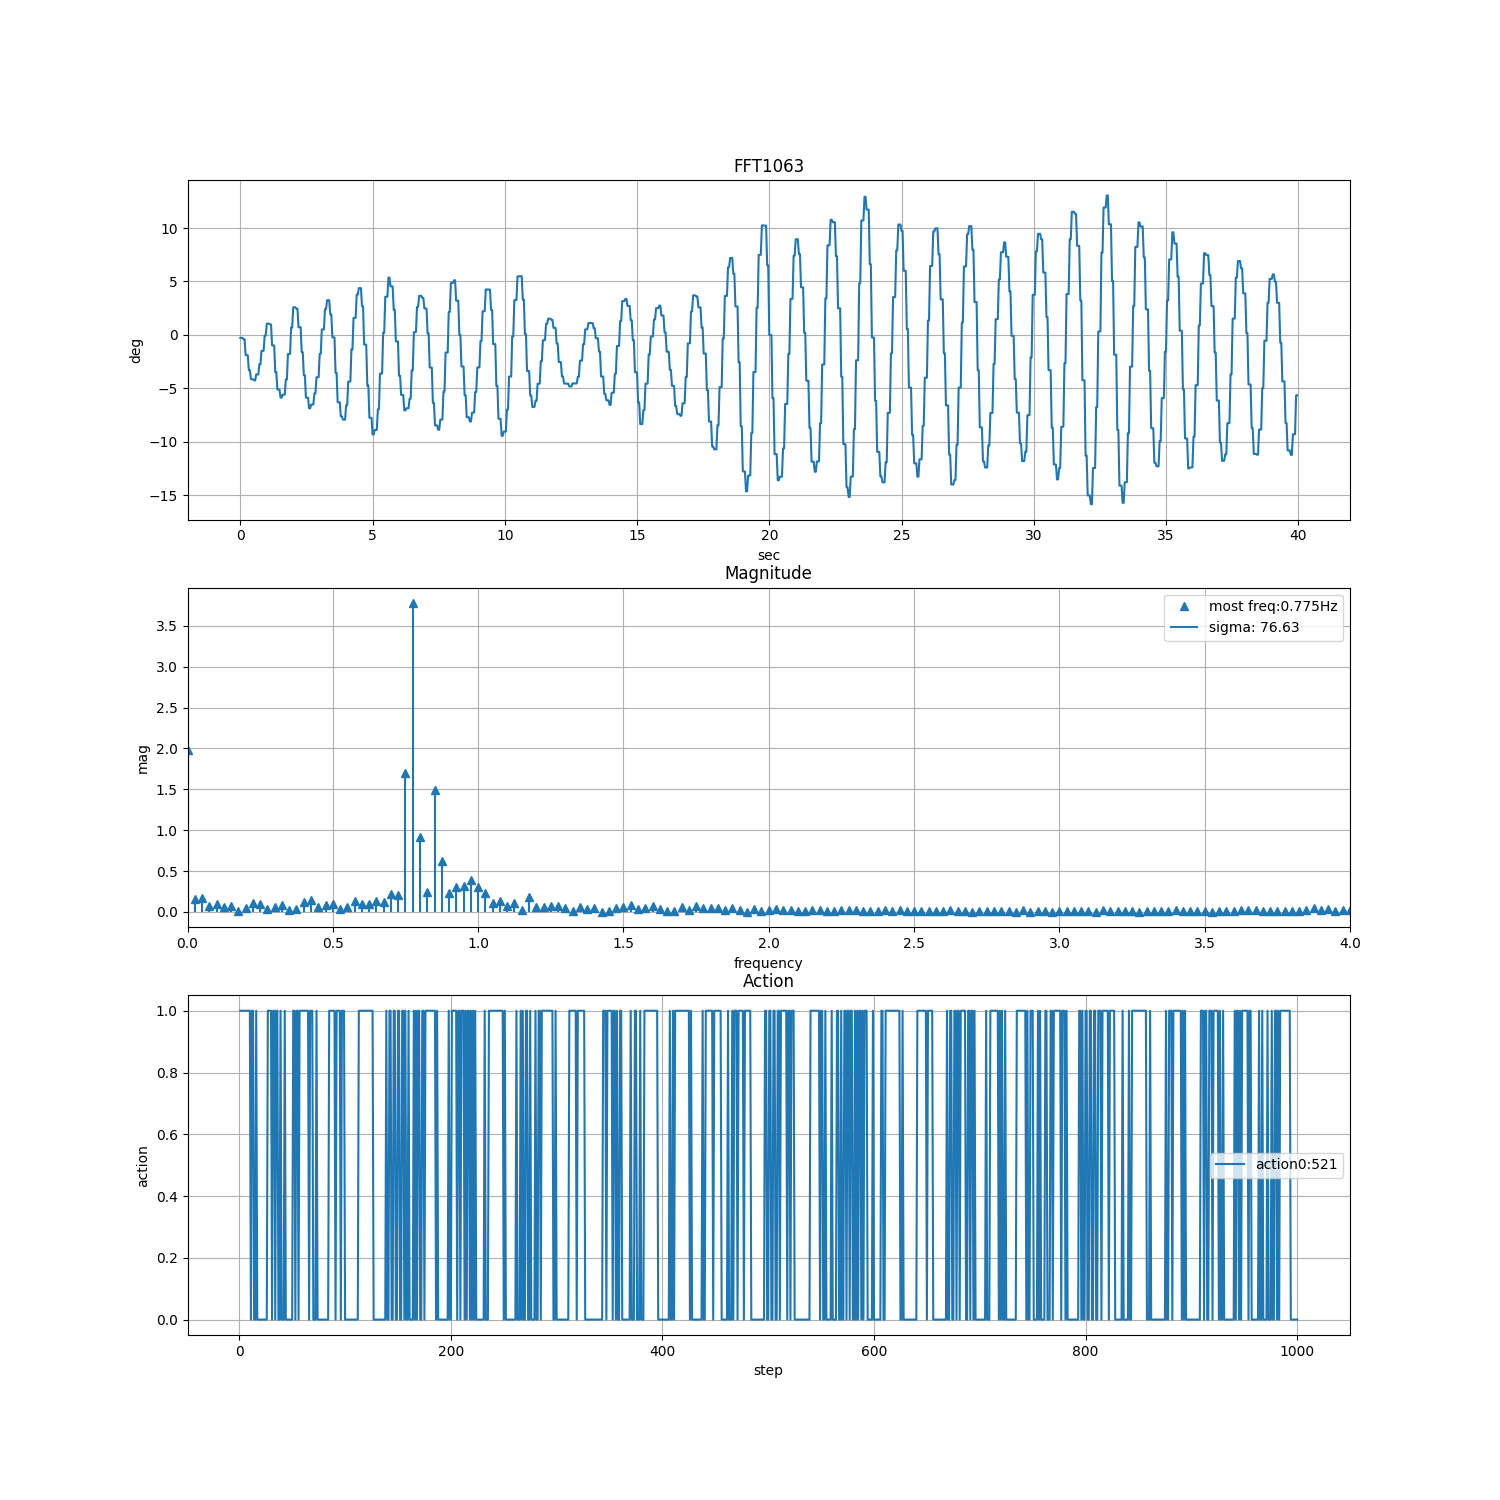 FFT1063
10
5
0
−5
−10
−15
deg
0 5 10 15 20 25 30 35 40
sec
Magnitude
most freq:0.775Hz
sigma: 76.63
3.5
3.0
2.5
2.0
1.5
1.0
0.5
0.0
mag
0.0 0.5 1.0 1.5 2.0 2.5 3.0 3.5 4.0
frequency
Action
1.0
0.8
0.6
0.4
0.2
0.0
action
action0:521
0 200 400 600 800 1000
step